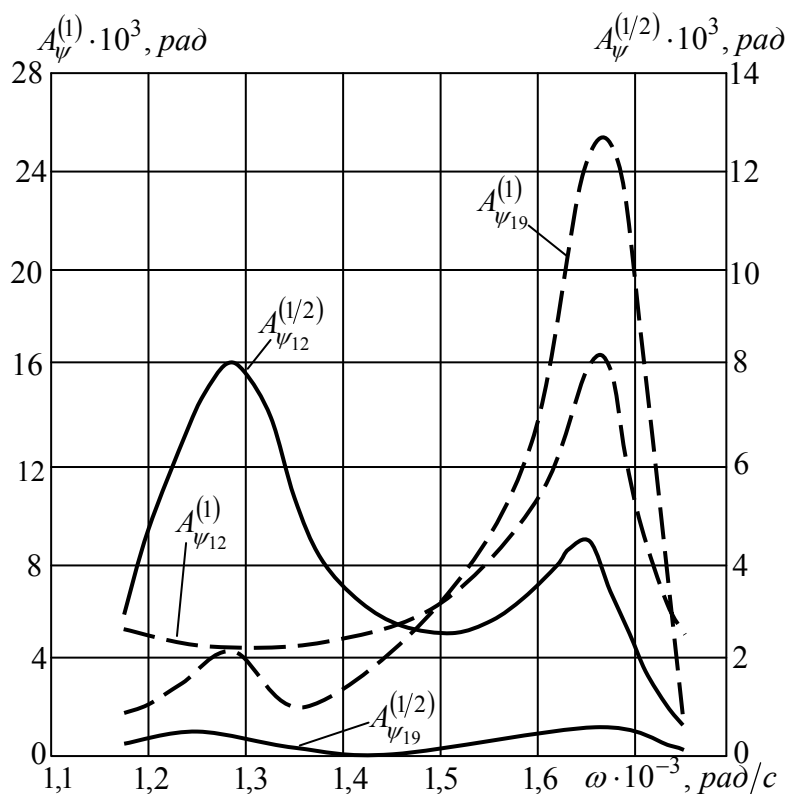 A_ψ^(1) · 10^3, рад A_ψ^(1/2) · 10^3, рад
28 14
24 12
A_ψ19^(1)
20 10
A_ψ12^(1/2)
16 8
12 6
A_ψ12^(1)
8 4
4 2
A_ψ19^(1/2)
0 0
1,1 1,2 1,3 1,4 1,5 1,6 ω · 10^−3, рад/с